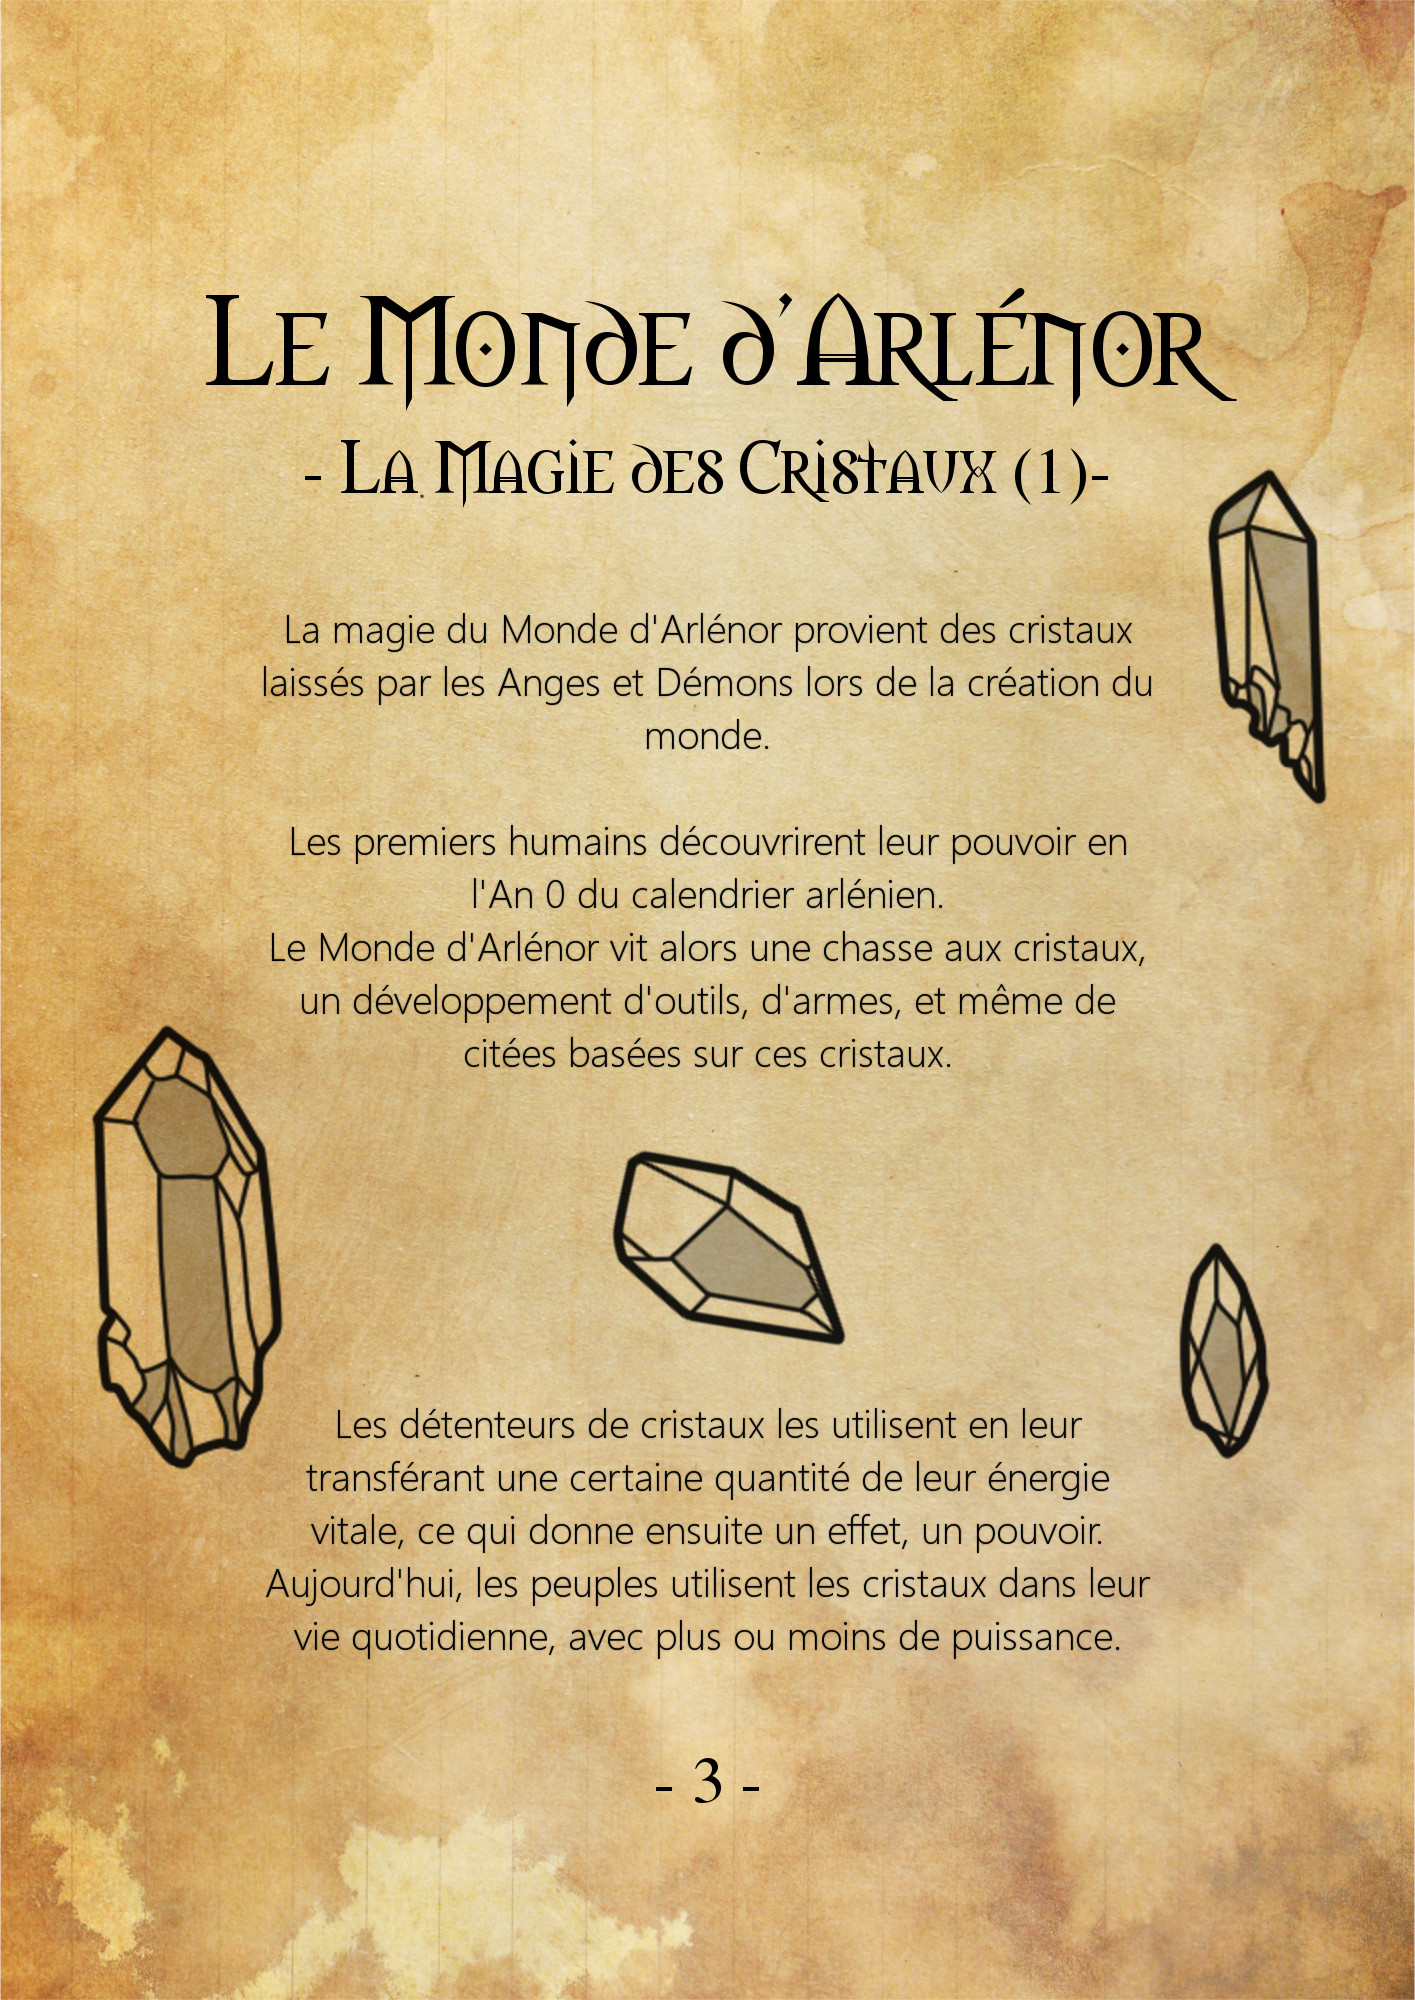 Le Monde d'Arlénor
- La Magie des Cristaux (1)-
La magie du Monde d'Arlénor provient des cristaux
laissés par les Anges et Démons lors de la création du
monde.
Les premiers humains découvrirent leur pouvoir en
l'An 0 du calendrier arlénien.
Le Monde d'Arlénor vit alors une chasse aux cristaux,
un développement d'outils, d'armes, et même de
citées basées sur ces cristaux.
Les détenteurs de cristaux les utilisent en leur
transférant une certaine quantité de leur énergie
vitale, ce qui donne ensuite un effet, un pouvoir.
Aujourd'hui, les peuples utilisent les cristaux dans leur
vie quotidienne, avec plus ou moins de puissance.
- 3 -